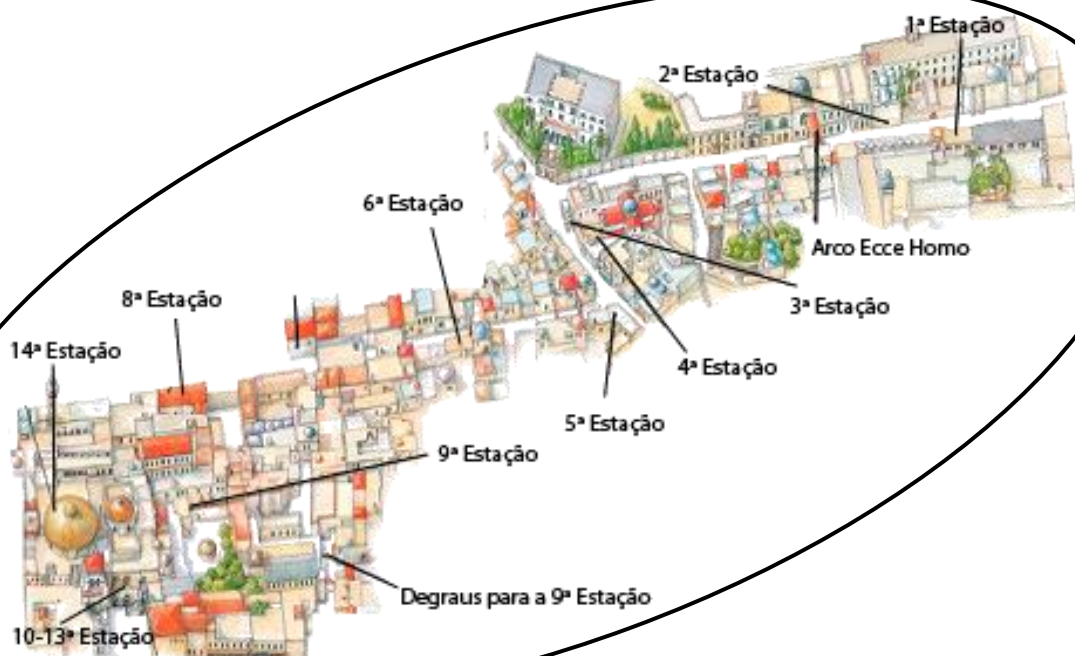 1ª Estação
2ª Estação
6ª Estação
Arco Ecce Homo
8ª Estação
3ª Estação
14ª Estação
4ª Estação
5ª Estação
9ª Estação
Degraus para a 9ª Estação
10-13ª Estação